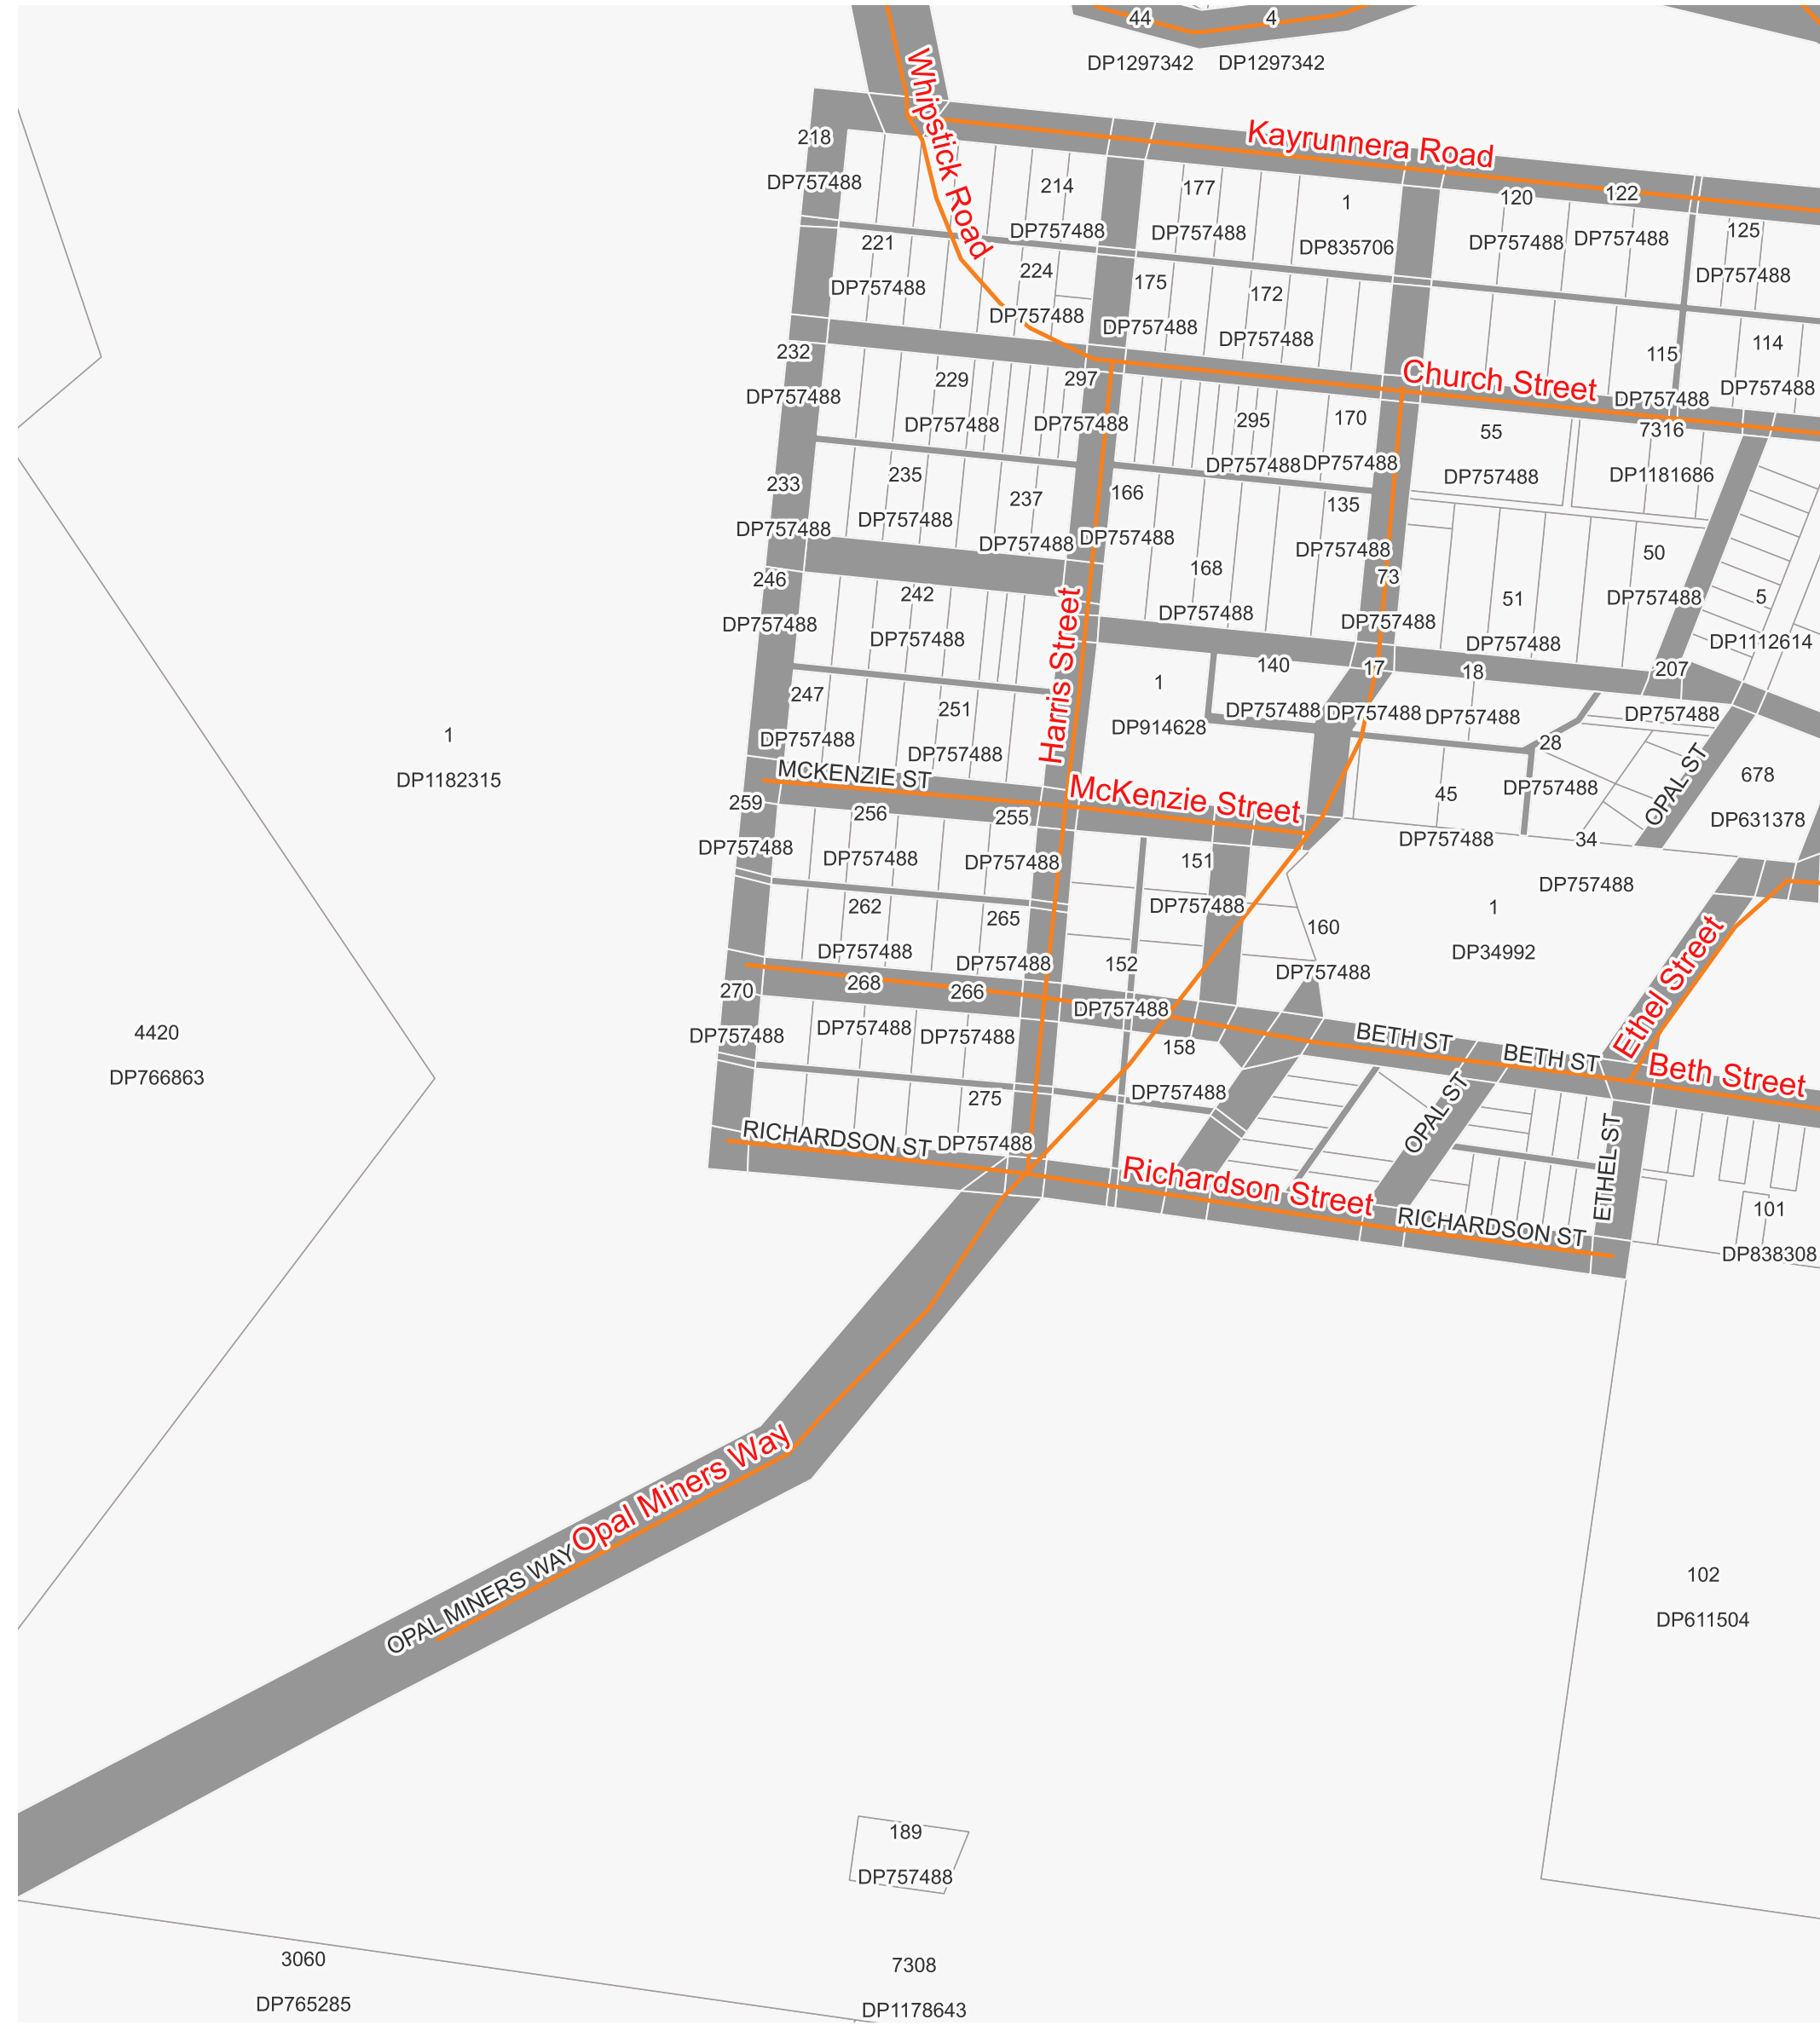 44
4
DP1297342
DP1297342
Whipstick Road
Kayrunnera Road
218
DP757488
214
DP757488
177
DP757488
1
DP835706
120
DP757488
122
DP757488
125
DP757488
221
DP757488
224
DP757488
175
DP757488
172
DP757488
115
DP757488
114
DP757488
232
DP757488
229
DP757488
297
DP757488
Church Street
295
DP757488
170
DP757488
55
DP757488
7316
DP1181686
233
DP757488
235
DP757488
237
DP757488
166
DP757488
135
DP757488
168
DP757488
73
DP757488
51
DP757488
50
DP757488
5
DP1112614
246
DP757488
242
DP757488
Harris Street
247
DP757488
251
DP757488
1
DP914628
140
DP757488
17
DP757488
18
DP757488
207
DP757488
28
DP757488
OPAL ST
678
DP631378
1
DP1182315
MCKENZIE ST
McKenzie Street
259
DP757488
256
DP757488
255
DP757488
45
DP757488
34
DP757488
151
DP757488
1
DP34992
262
DP757488
265
DP757488
160
DP757488
152
DP757488
Ethel Street
268
DP757488
266
DP757488
270
DP757488
4420
DP766863
158
DP757488
BETH ST
BETH ST
Beth Street
OPAL ST
275
DP757488
RICHARDSON ST
Richardson Street
ETHEL ST
RICHARDSON ST
101
DP838308
Opal Miners Way
OPAL MINERS WAY
102
DP611504
189
DP757488
3060
DP765285
7308
DP1178643